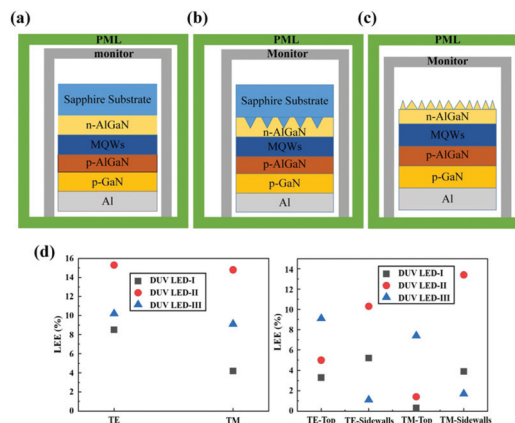 (a)
PML
monitor
Sapphire Substrate
n-AlGaN
MQWs
p-AlGaN
p-GaN
Al
(b)
PML
Monitor
Sapphire Substrate
n-AlGaN
MQWs
p-AlGaN
p-GaN
Al
(c)
PML
Monitor
n-AlGaN
MQWs
p-AlGaN
p-GaN
Al
(d)
LEE (%)
16
14
12
10
8
6
4
2
0
DUV LED-I
DUV LED-II
DUV LED-III
TE
TM
LEE (%)
14
12
10
8
6
4
2
0
DUV LED-I
DUV LED-II
DUV LED-III
TE-Top
TE-Sidewalls
TM-Top
TM-Sidewalls